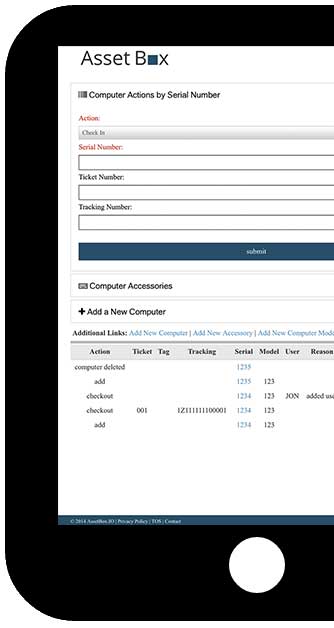 Asset Box
Computer Actions by Serial Number
Action:
Check In
Serial Number:
Ticket Number:
Tracking Number:
submit
Computer Accessories
Add a New Computer
Additional Links: Add New Computer | Add New Accessory | Add New Computer Mode
Action Ticket Tag Tracking Serial Model User Reason
computer deleted 1235
add 1235 123
checkout 1234 123 JON added use
checkout 001 1Z111111100001 1234 123
add 1234 123
© 2014 AssetBox.IO | Privacy Policy | TOS | Contact